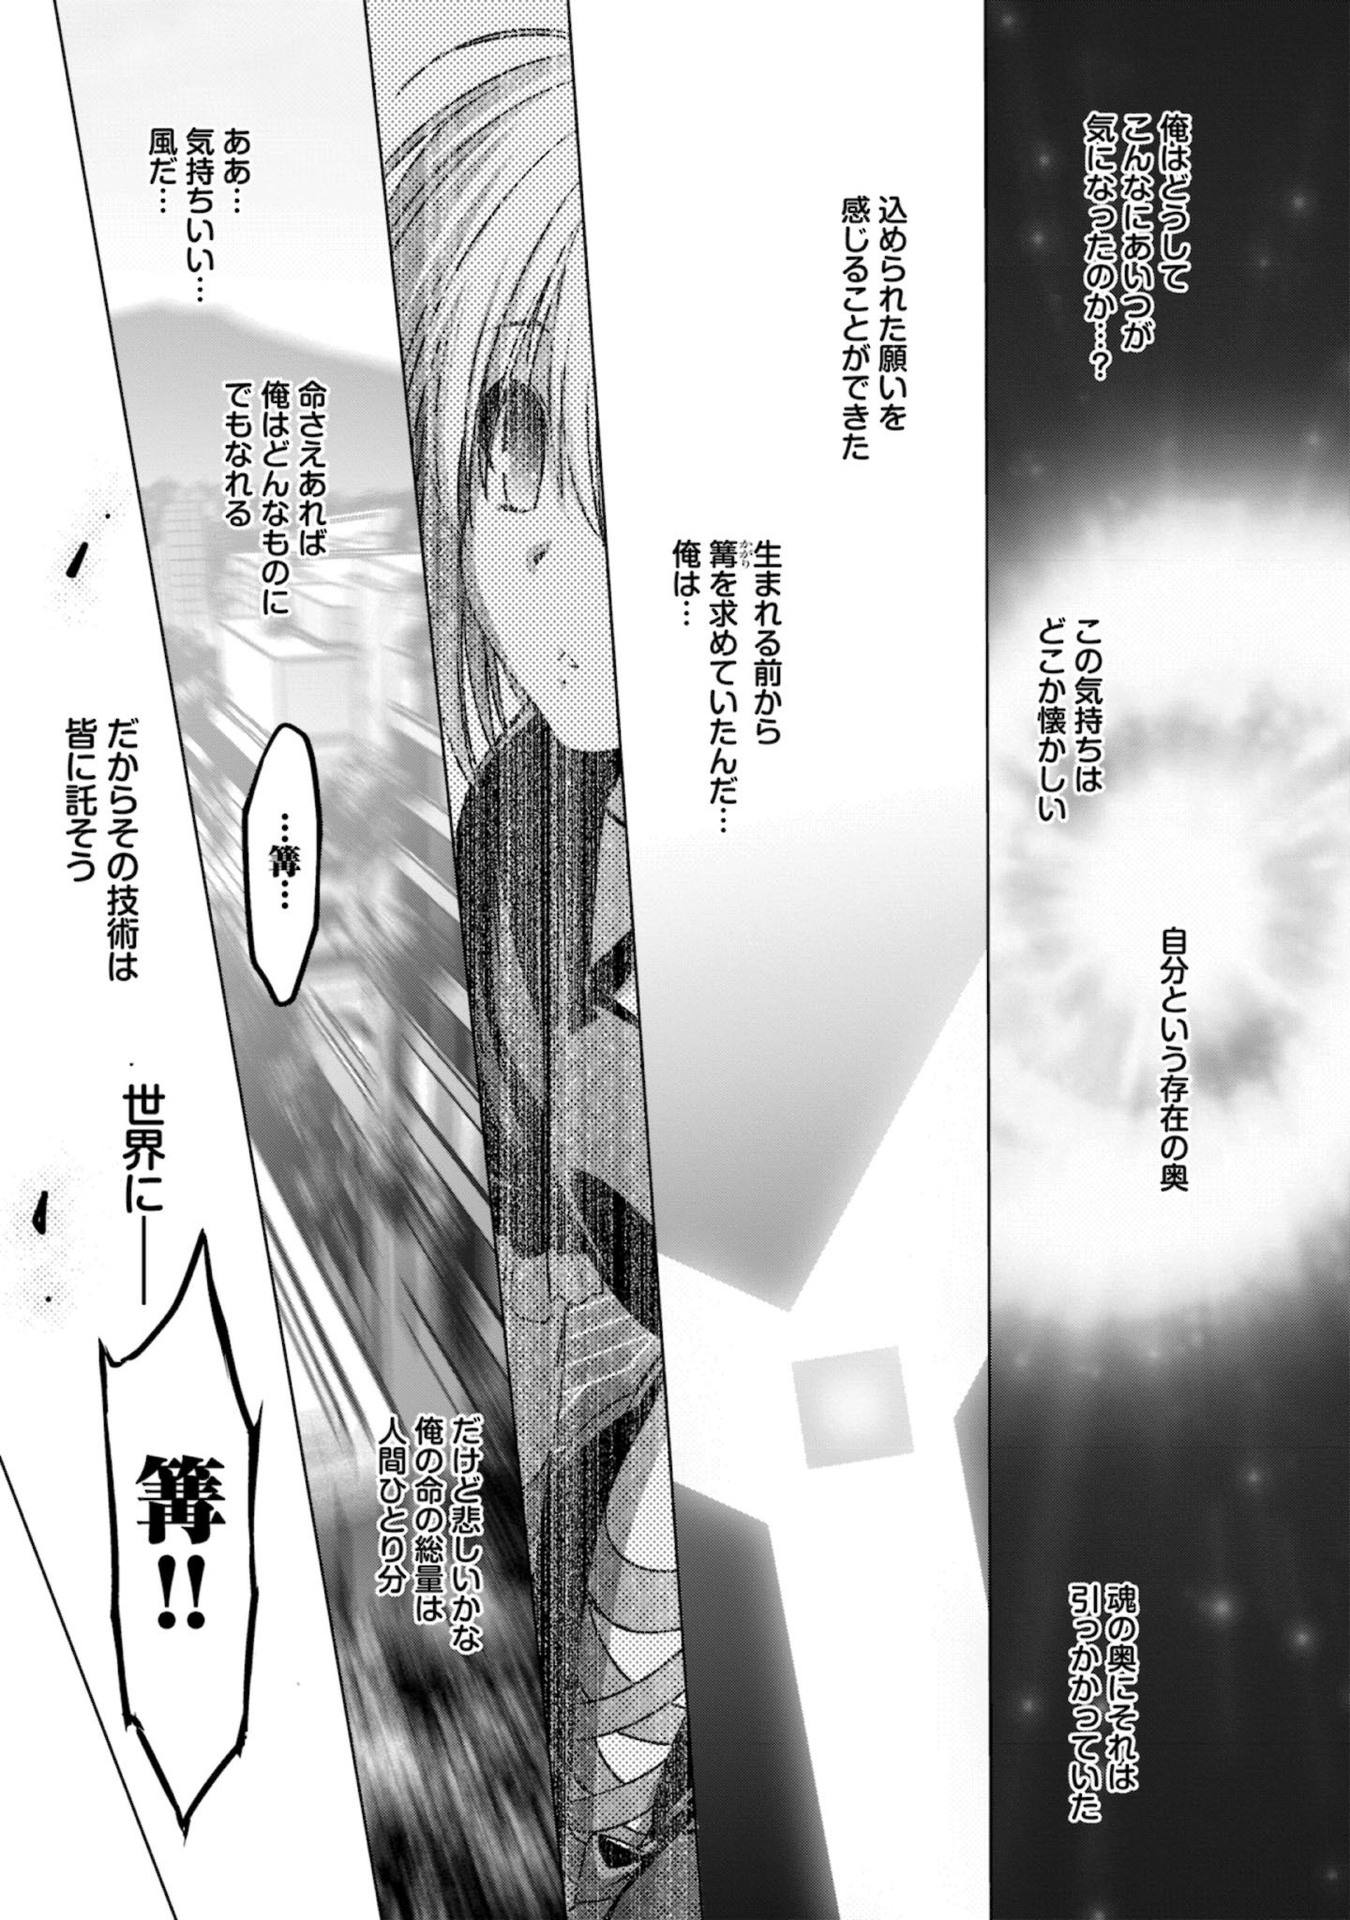 俺はどうして
こんなにあいつが
気になったのか…?
この気持ちは
どこか懐かしい
自分という存在の奥
魂の奥にそれは
引っかかっていた
込められた願いを
感じることができた
生まれる前から
篝を求めていたんだ…
かがり
俺は…
ああ…
気持ちいい…
風だ…
命さえあれば
俺はどんなものに
でもなれる
…篝…
だけど悲しいかな
俺の命の総量は
人間ひとり分
だからその技術は
皆に託そう
世界に――
篝!!